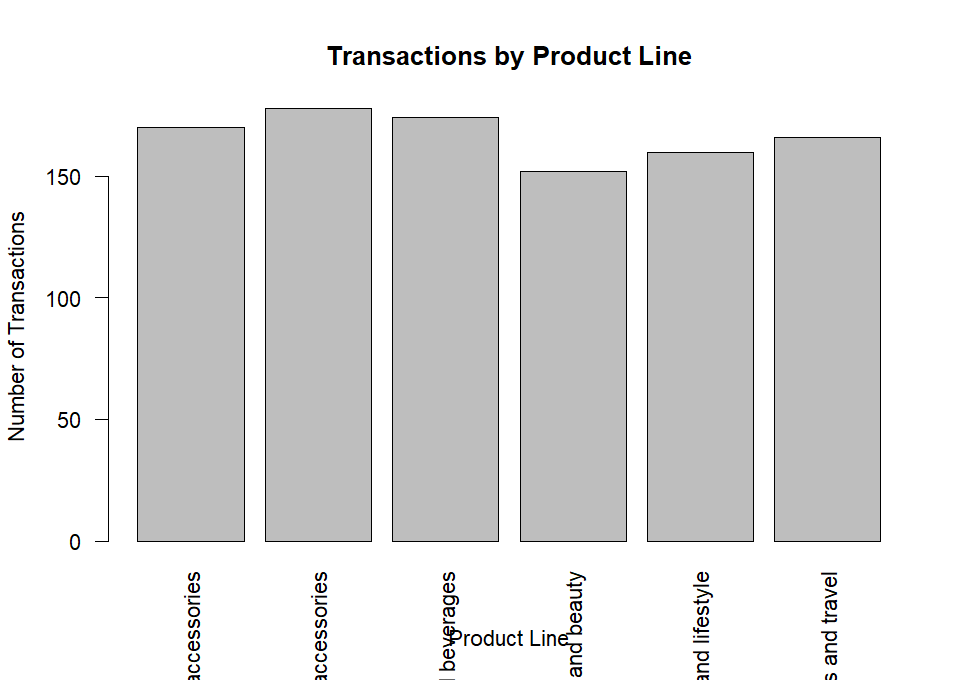 Transactions by Product Line
Number of Transactions
150
100
50
0
accessories
accessories
beverages
and beauty
and lifestyle
and travel
Product Line